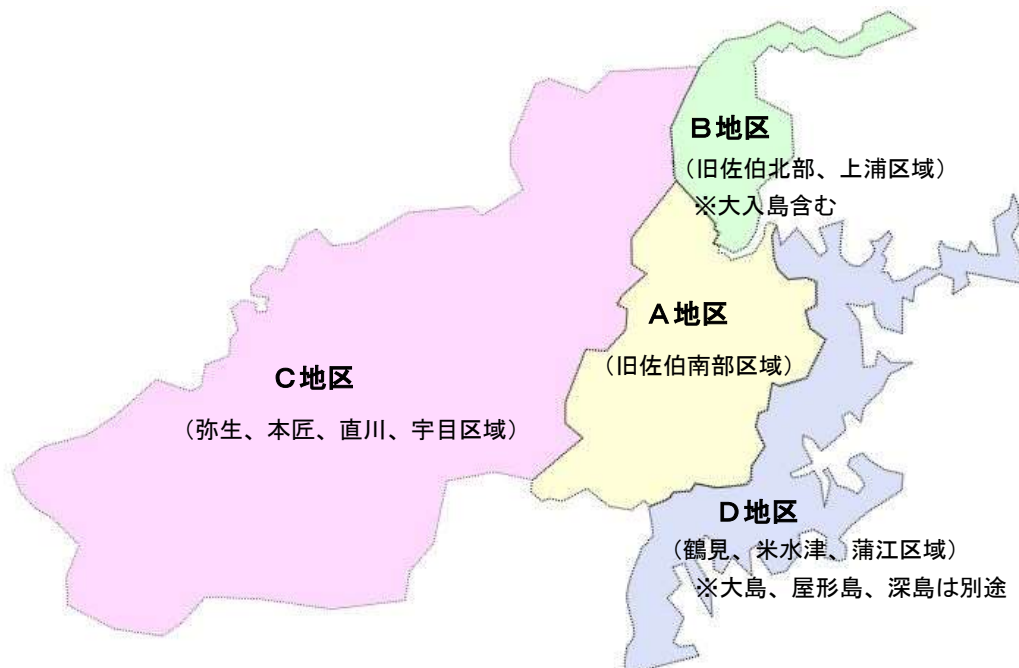 B地区
（旧佐伯北部、上浦区域）
※大入島含む
A地区
（旧佐伯南部区域）
C地区
（弥生、本匠、直川、宇目区域）
D地区
（鶴見、米水津、蒲江区域）
※大島、屋形島、深島は別途